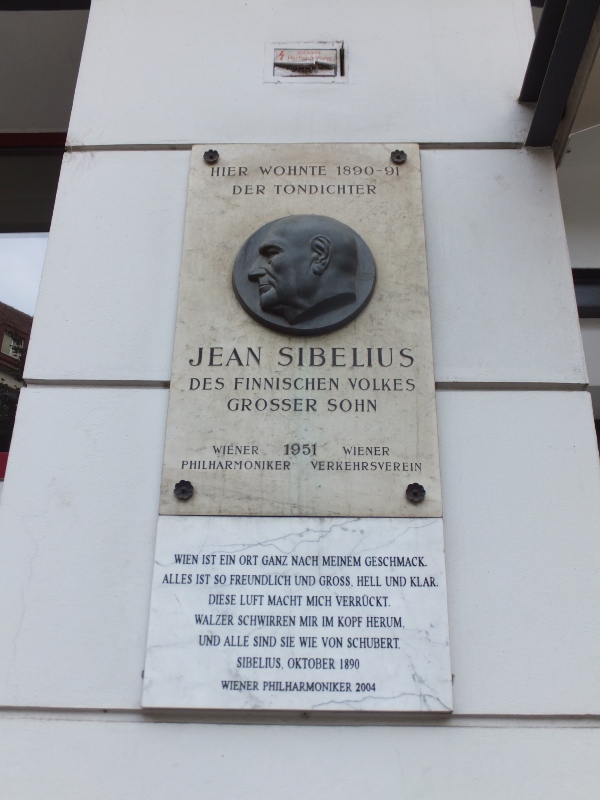 HIER WOHNTE 1890-91
DER TONDICHTER
JEAN SIBELIUS
DES FINNISCHEN VOLKES
GROSSER SOHN
WIENER 1951 WIENER
PHILHARMONIKER VERKEHRSVEREIN
WIEN IST EIN ORT GANZ NACH MEINEM GESCHMACK.
ALLES IST SO FREUNDLICH UND GROSS, HELL UND KLAR.
DIESE LUFT MACHT MICH VERRÜCKT.
WALZER SCHWIRREN MIR IM KOPF HERUM,
UND ALLE SIND SIE WIE VON SCHUBERT.
SIBELIUS, OKTOBER 1890
WIENER PHILHARMONIKER 2004